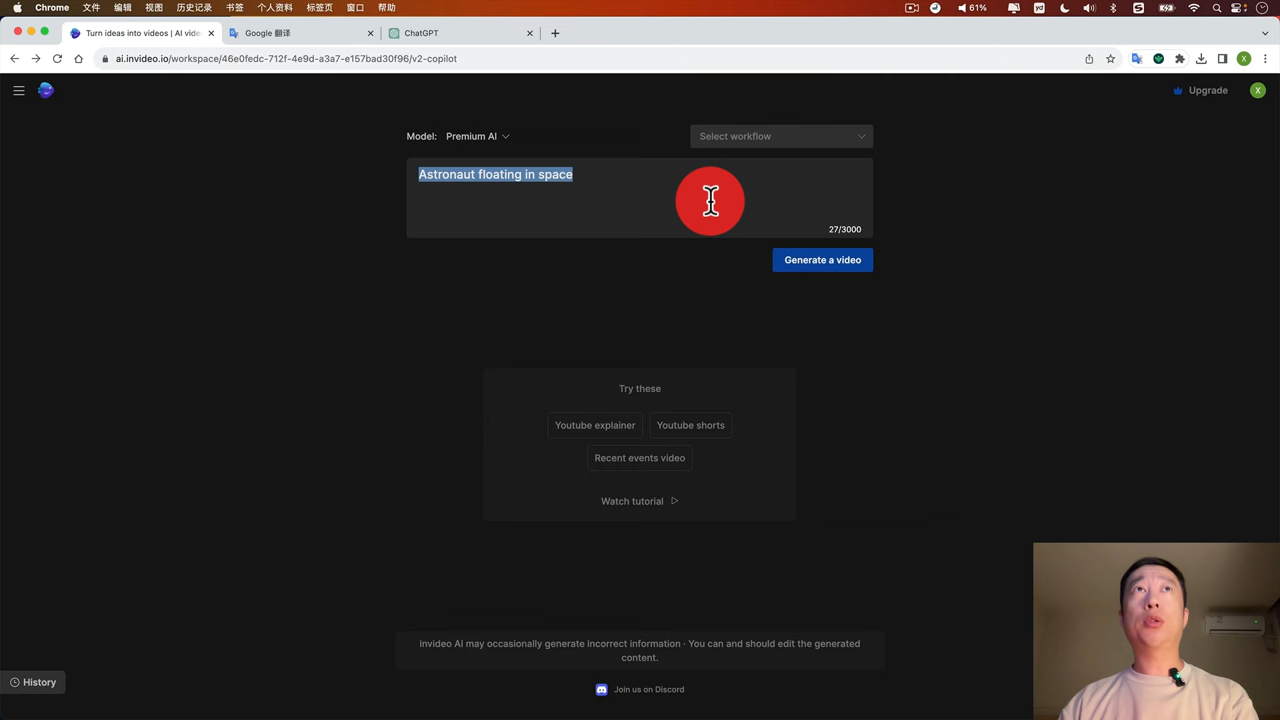 Chrome 文件 编辑 视图 历史记录 书签 个人资料 标签页 窗口 帮助 61% yd
Turn ideas into videos | AI vide Google 翻译 ChatGPT
ai.invideo.io/workspace/46e0fedc-712f-4e9d-a3a7-e157bad30f96/v2-copilot X
Upgrade X
Model: Premium AI Select workflow
Astronaut floating in space
27/3000
Generate a video
Try these
Youtube explainer Youtube shorts
Recent events video
Watch tutorial
invideo AI may occasionally generate incorrect information · You can and should edit the generated
content.
History
Join us on Discord